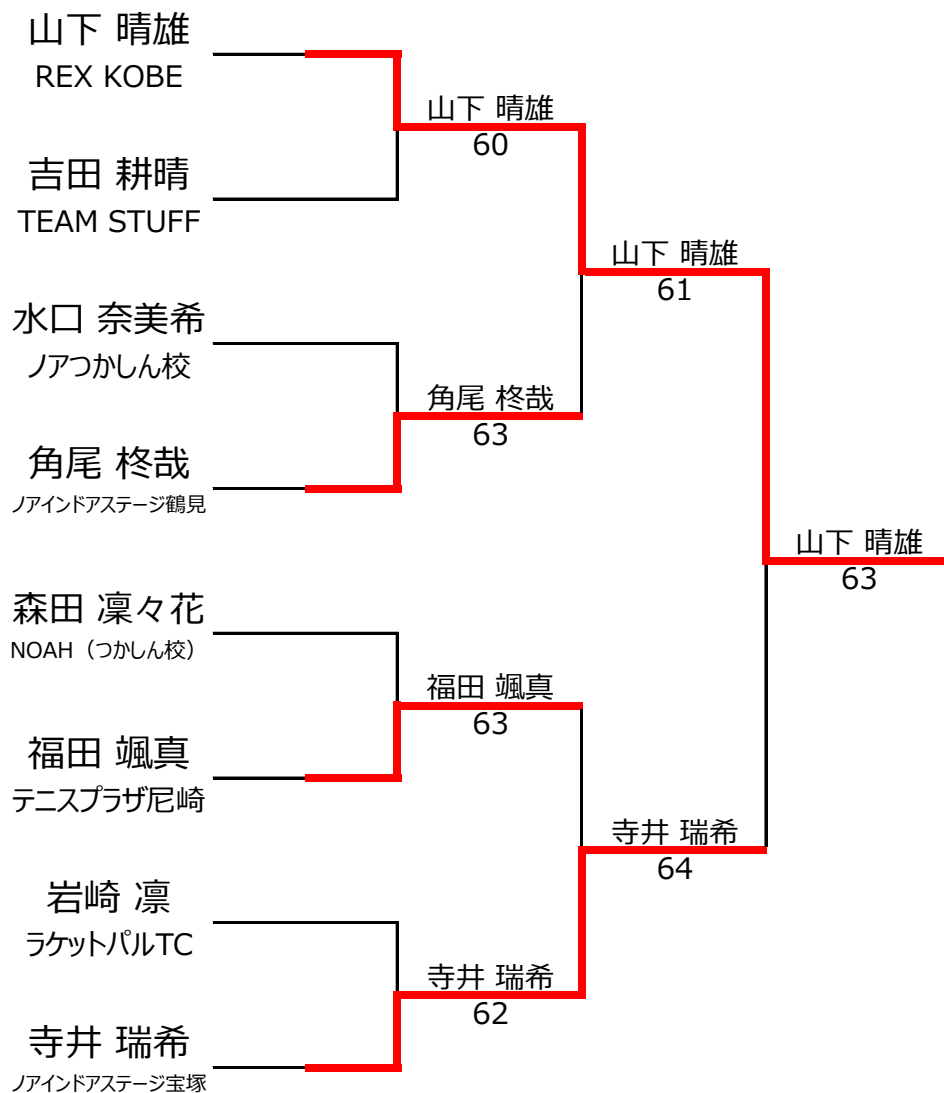 山下 晴雄
REX KOBE
吉田 耕晴
TEAM STUFF
水口 奈美希
ノアつかしん校
角尾 柊哉
ノアインドアステージ鶴見
森田 凜々花
NOAH（つかしん校）
福田 颯真
テニスプラザ尼崎
岩崎 凛
ラケットパルTC
寺井 瑞希
ノアインドアステージ宝塚
山下 晴雄
60
角尾 柊哉
63
福田 颯真
63
寺井 瑞希
62
山下 晴雄
61
寺井 瑞希
64
山下 晴雄
63